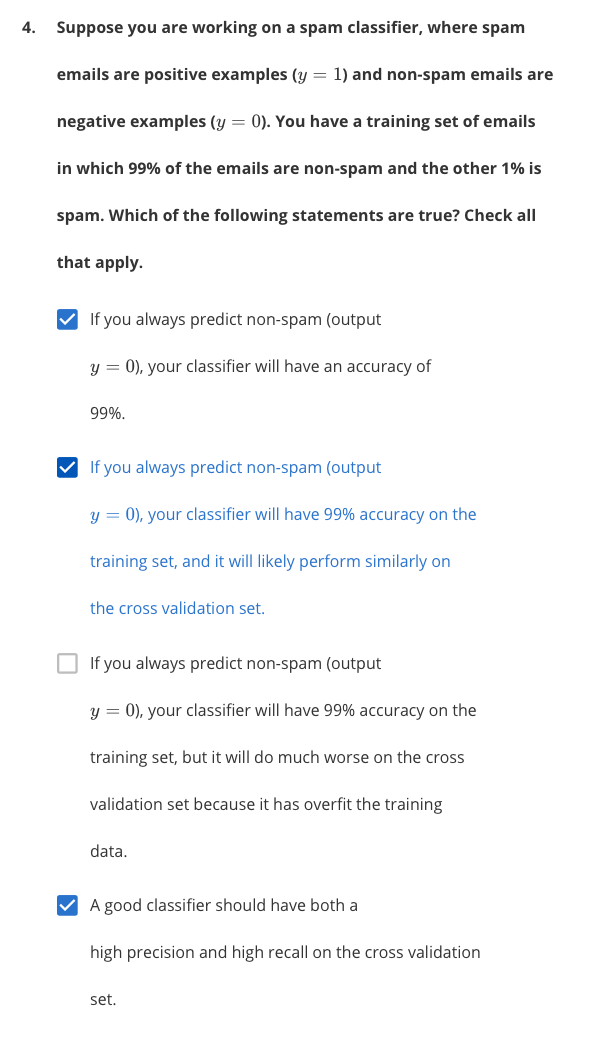 4. Suppose you are working on a spam classifier, where spam
emails are positive examples (y = 1) and non-spam emails are
negative examples (y = 0). You have a training set of emails
in which 99% of the emails are non-spam and the other 1% is
spam. Which of the following statements are true? Check all
that apply.
If you always predict non-spam (output
y = 0), your classifier will have an accuracy of
99%.
If you always predict non-spam (output
y = 0), your classifier will have 99% accuracy on the
training set, and it will likely perform similarly on
the cross validation set.
If you always predict non-spam (output
y = 0), your classifier will have 99% accuracy on the
training set, but it will do much worse on the cross
validation set because it has overfit the training
data.
A good classifier should have both a
high precision and high recall on the cross validation
set.